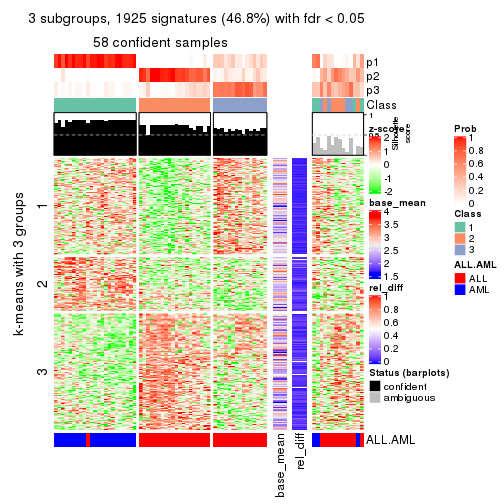 3 subgroups, 1925 signatures (46.8%) with fdr < 0.05
58 confident samples
p1
p2
p3
Class
1
0.5
0
Silhouette
score
k-means with 3 groups
1
2
3
base_mean
rel_diff
ALL.AML
z-score
2
1
0
-1
-2
base_mean
4
3.5
3
2.5
2
1.5
rel_diff
1
0.8
0.6
0.4
0.2
0
Status (barplots)
confident
ambiguous
Prob
1
0.8
0.6
0.4
0.2
0
Class
1
2
3
ALL.AML
ALL
AML